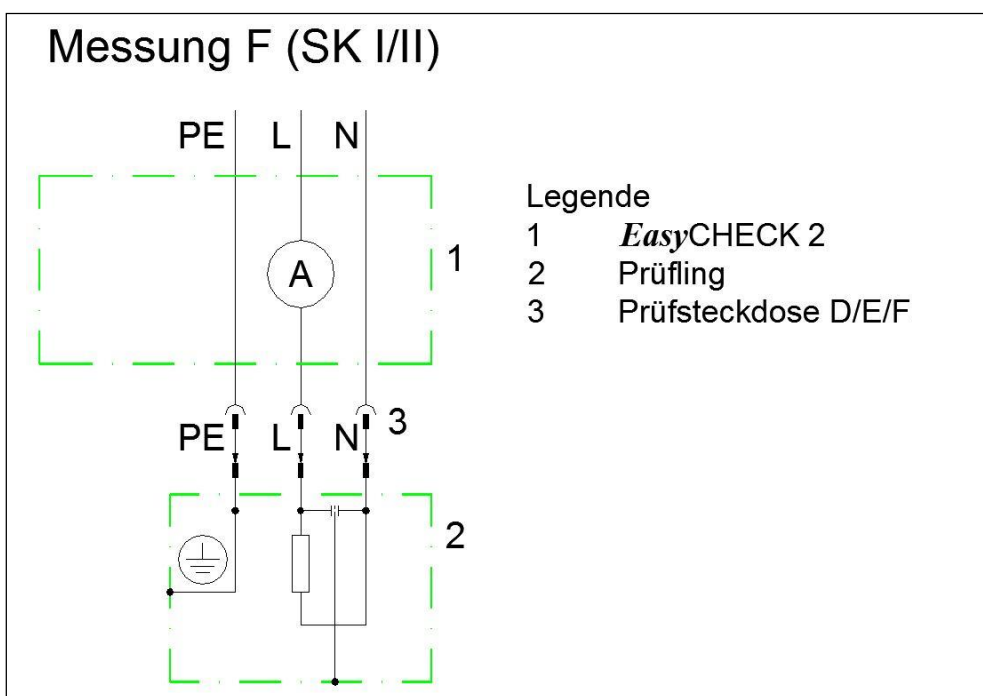 Messung F (SK I/II)
PE L N
A
1
Legende
1 EasyCHECK 2
2 Prüfling
3 Prüfsteckdose D/E/F
3
PE L N
2